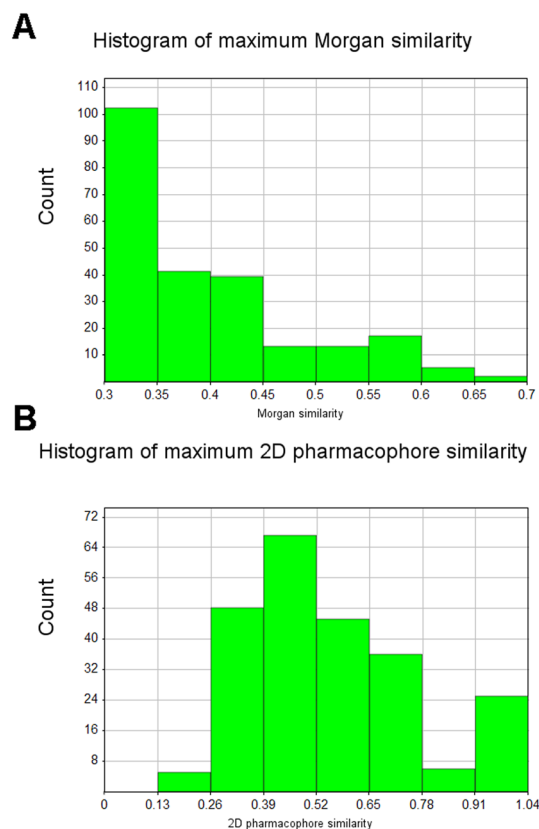 A
Histogram of maximum Morgan similarity
Count
110
100
90
80
70
60
50
40
30
20
10
0.3 0.35 0.4 0.45 0.5 0.55 0.6 0.65 0.7
Morgan similarity
B
Histogram of maximum 2D pharmacophore similarity
Count
72
64
56
48
40
32
24
16
8
0 0.13 0.26 0.39 0.52 0.65 0.78 0.91 1.04
2D pharmacophore similarity